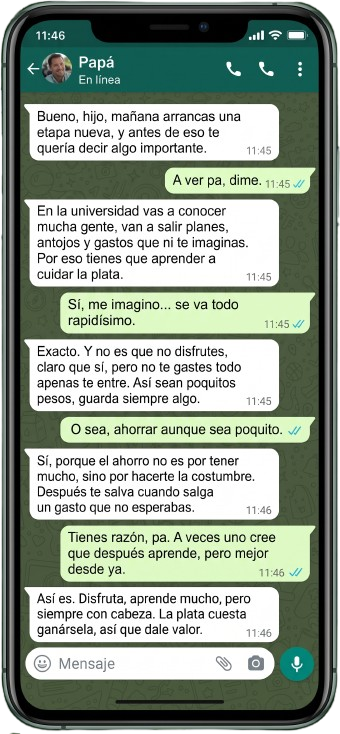 11:46
Papá
En línea
Bueno, hijo, mañana arrancas una
etapa nueva, y antes de eso te
quería decir algo importante.
11:45
A ver pa, dime. 11:45
En la universidad vas a conocer
mucha gente, van a salir planes,
antojos y gastos que ni te imaginas.
Por eso tienes que aprender a
cuidar la plata.
11:45
Sí, me imagino... se va todo
rapidísimo.
11:45
Exacto. Y no es que no disfrutes,
claro que sí, pero no te gastes todo
apenas te entre. Así sean poquitos
pesos, guarda siempre algo.
11:45
O sea, ahorrar aunque sea poquito.
Sí, porque el ahorro no es por tener
mucho, sino por hacerte la costumbre.
Después te salva cuando salga
un gasto que no esperabas.
11:46
Tienes razón, pa. A veces uno cree
que después aprende, pero mejor
desde ya.
11:46
Así es. Disfruta, aprende mucho, pero
siempre con cabeza. La plata cuesta
ganársela, así que dale valor.
11:46
Mensaje